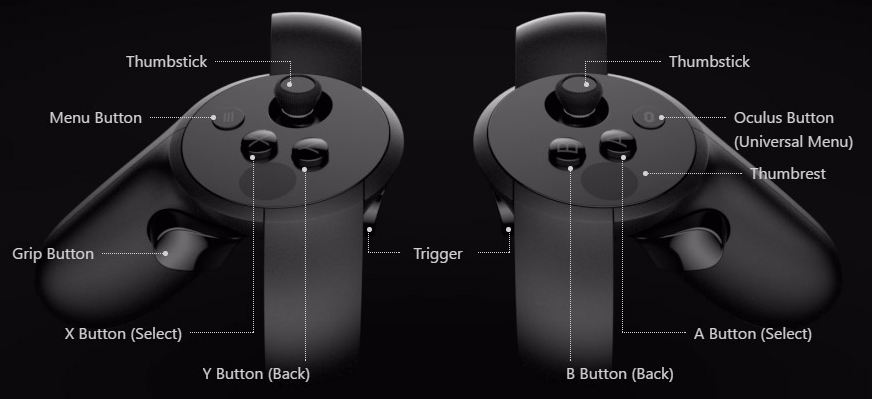 Thumbstick
Thumbstick
Menu Button
Oculus Button
(Universal Menu)
Thumbrest
Grip Button
Trigger
X Button (Select)
A Button (Select)
Y Button (Back)
B Button (Back)
X
Y
B
A